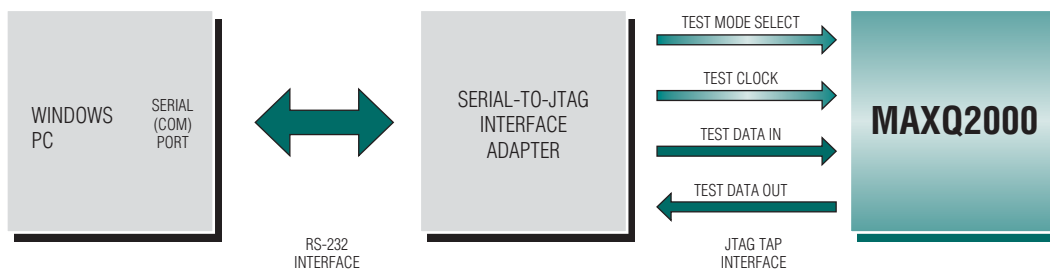 WINDOWS
PC
SERIAL
(COM)
PORT
RS-232
INTERFACE
SERIAL-TO-JTAG
INTERFACE
ADAPTER
TEST MODE SELECT
TEST CLOCK
TEST DATA IN
TEST DATA OUT
JTAG TAP
INTERFACE
MAXQ2000